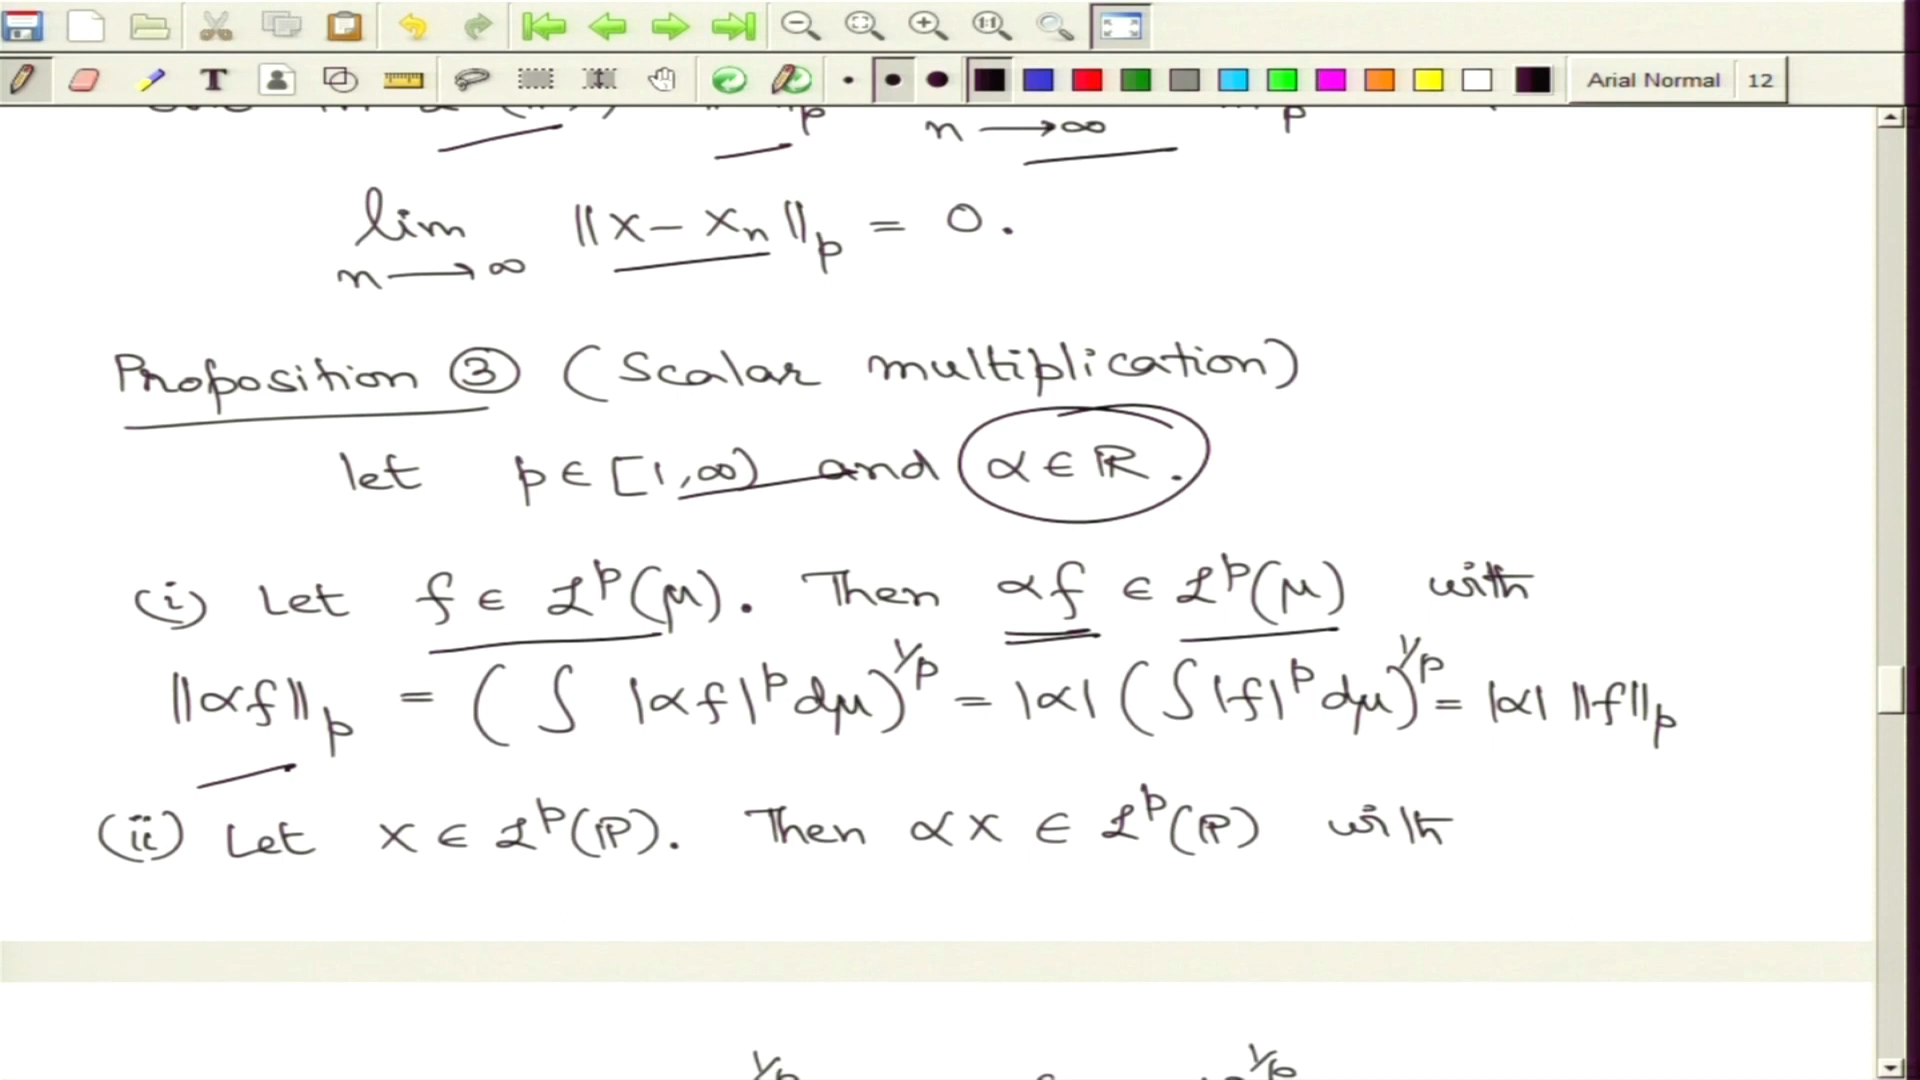 Arial Normal 12
p n → ∞ p
lim ‖X − Xn‖p = 0.
n → ∞
Proposition ③ (Scalar multiplication)
let p ∈ [1,∞) and α ∈ ℝ.
(i) Let f ∈ ℒᵖ(μ). Then αf ∈ ℒᵖ(μ) with
‖αf‖p = (∫ |αf|ᵖ dμ)^1/p = |α| (∫|f|ᵖ dμ)^1/p = |α| ‖f‖p
(ii) Let X ∈ ℒᵖ(ℙ). Then αX ∈ ℒᵖ(ℙ) with